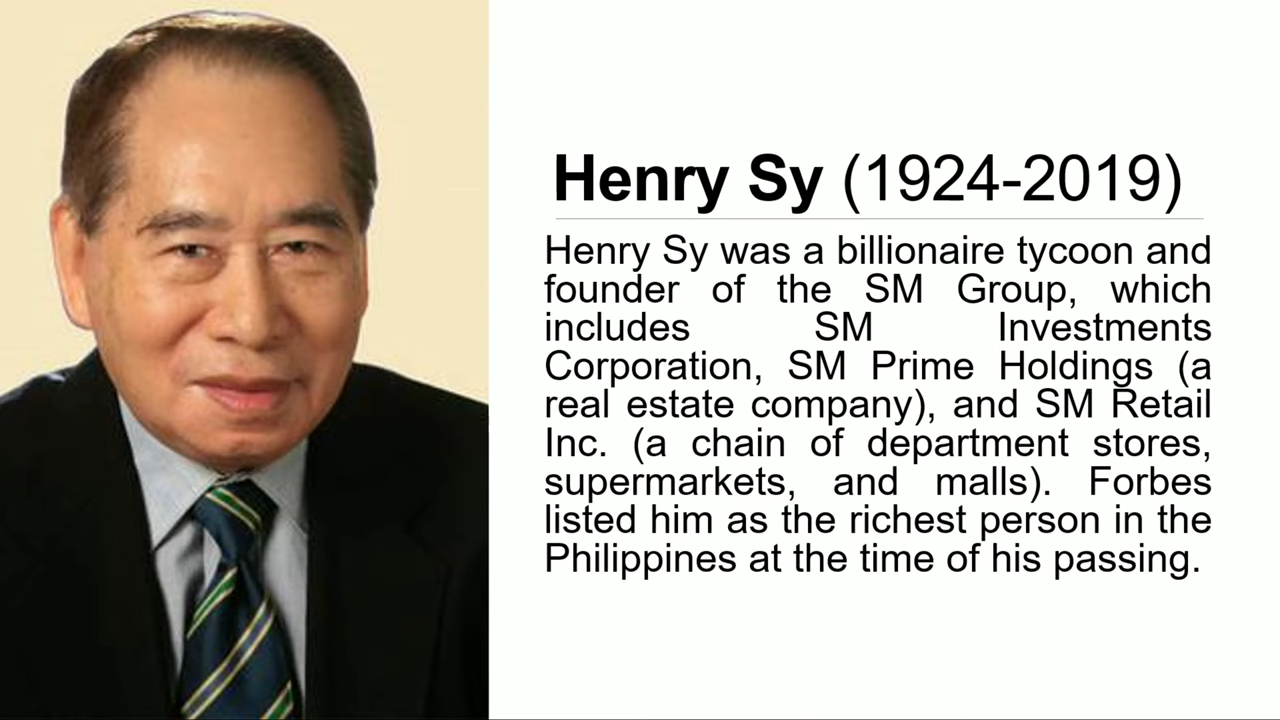 Henry Sy (1924-2019)
Henry Sy was a billionaire tycoon and
founder of the SM Group, which
includes SM Investments
Corporation, SM Prime Holdings (a
real estate company), and SM Retail
Inc. (a chain of department stores,
supermarkets, and malls). Forbes
listed him as the richest person in the
Philippines at the time of his passing.